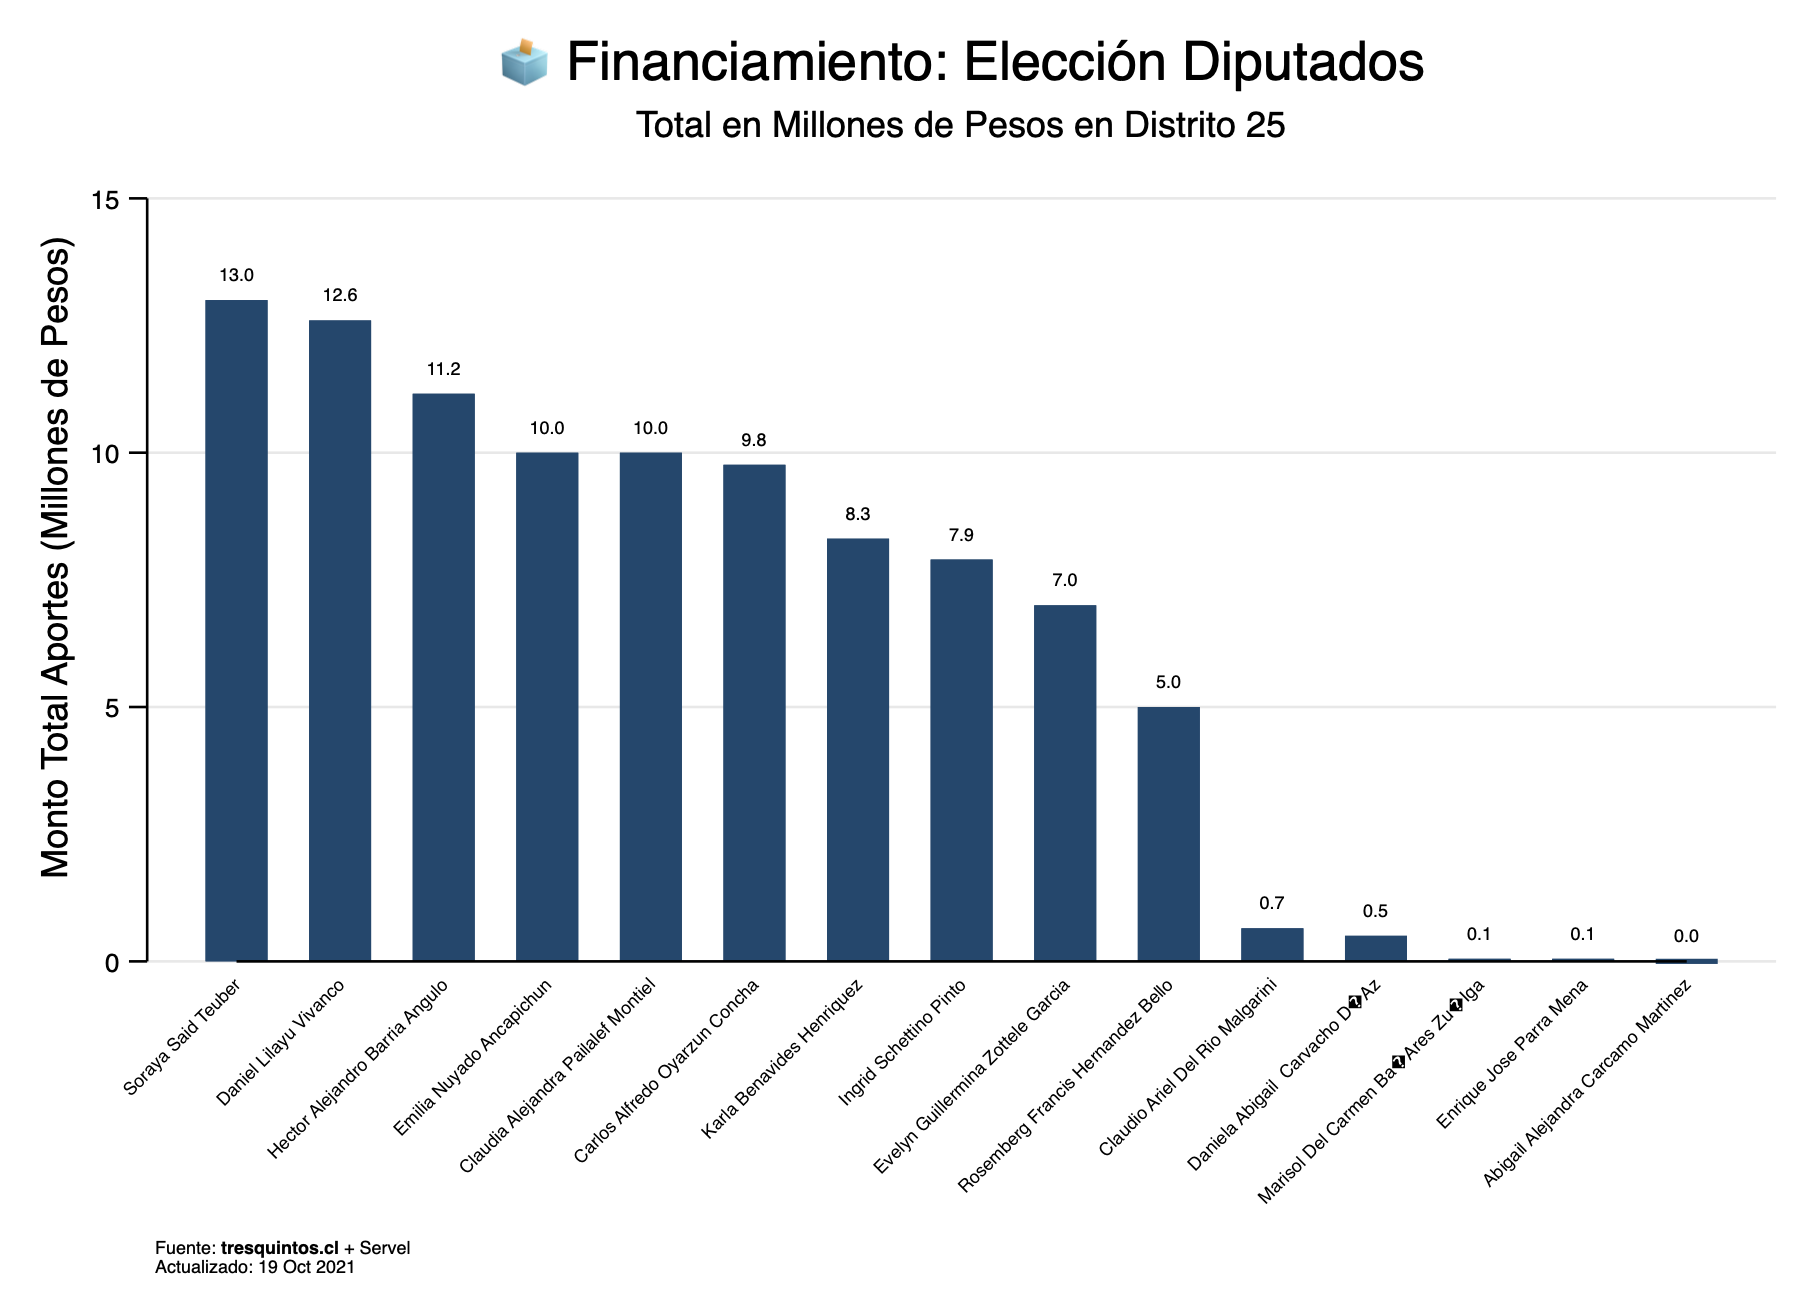 Financiamiento: Elección Diputados
Total en Millones de Pesos en Distrito 25
Monto Total Aportes (Millones de Pesos)
15
10
5
0
13.0
12.6
11.2
10.0
10.0
9.8
8.3
7.9
7.0
5.0
0.7
0.5
0.1
0.1
0.0
Soraya Said Teuber
Daniel Lilayu Vivanco
Hector Alejandro Barria Angulo
Emilia Nuyado Ancapichun
Claudia Alejandra Pailalef Montiel
Carlos Alfredo Oyarzun Concha
Karla Benavides Henriquez
Ingrid Schettino Pinto
Evelyn Guillermina Zottele Garcia
Rosemberg Francis Hernandez Bello
Claudio Ariel Del Rio Malgarini
Daniela Abigail Carvacho D�Az
Marisol Del Carmen Ba�Ares Zu�Iga
Enrique Jose Parra Mena
Abigail Alejandra Carcamo Martinez
Fuente: tresquintos.cl + Servel
Actualizado: 19 Oct 2021